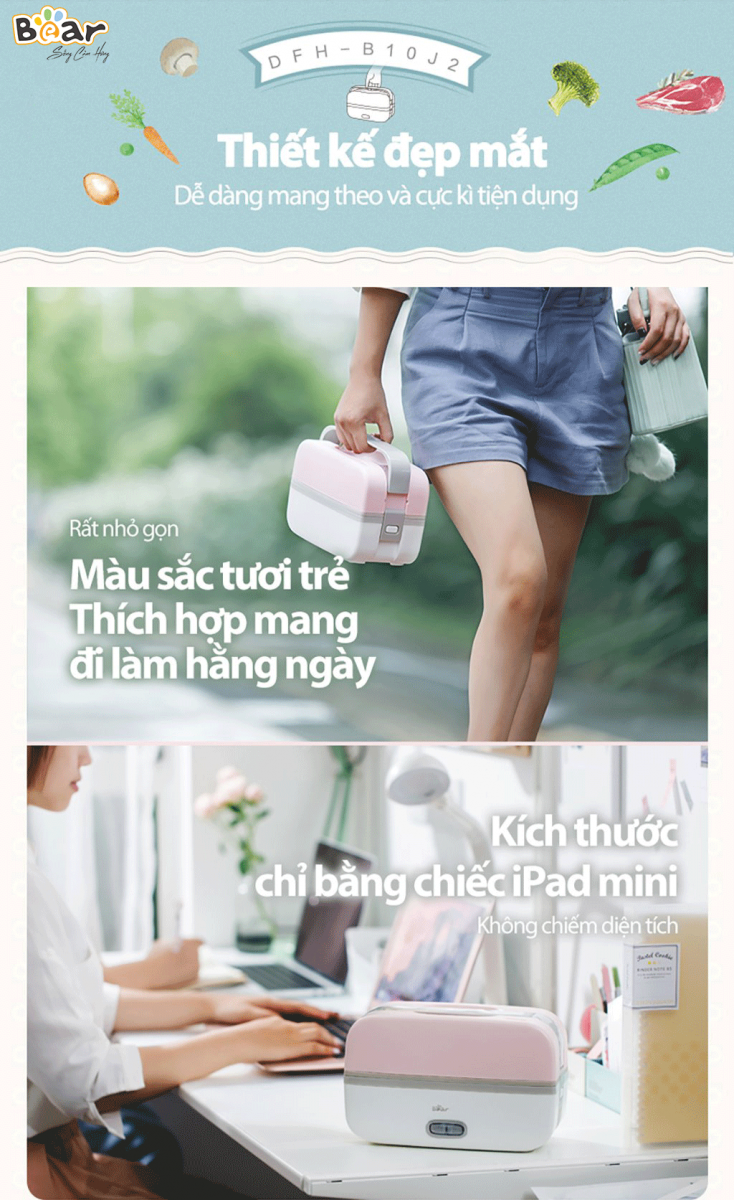 Bear
Sống Cảm Hứng
DFH-B10J2
Thiết kế đẹp mắt
Dễ dàng mang theo và cực kì tiện dụng
Rất nhỏ gọn
Màu sắc tươi trẻ
Thích hợp mang
đi làm hằng ngày
Kích thước
chỉ bằng chiếc iPad mini
Không chiếm diện tích
Bear